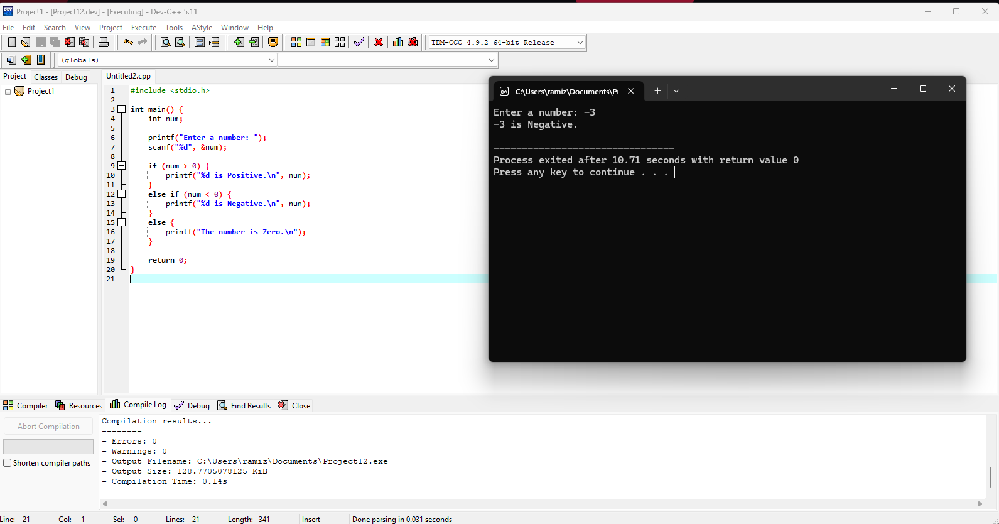 Project1 - [Project12.dev] - [Executing] - Dev-C++ 5.11
File Edit Search View Project Execute Tools AStyle Window Help
TDM-GCC 4.9.2 64-bit Release
(globals)
Project Classes Debug
Project1
Untitled2.cpp
1 #include <stdio.h>
2
3 int main() {
4 int num;
5
6 printf("Enter a number: ");
7 scanf("%d", &num);
8
9 if (num > 0) {
10 printf("%d is Positive.\n", num);
11 }
12 else if (num < 0) {
13 printf("%d is Negative.\n", num);
14 }
15 else {
16 printf("The number is Zero.\n");
17 }
18
19 return 0;
20 }
21
C:\Users\ramiz\Documents\Pr
Enter a number: -3
-3 is Negative.
--------------------------------
Process exited after 10.71 seconds with return value 0
Press any key to continue . . .
Compiler Resources Compile Log Debug Find Results Close
Abort Compilation
Shorten compiler paths
Compilation results...
--------
- Errors: 0
- Warnings: 0
- Output Filename: C:\Users\ramiz\Documents\Project12.exe
- Output Size: 128.7705078125 KiB
- Compilation Time: 0.14s
Line: 21 Col: 1 Sel: 0 Lines: 21 Length: 341 Insert Done parsing in 0.031 seconds